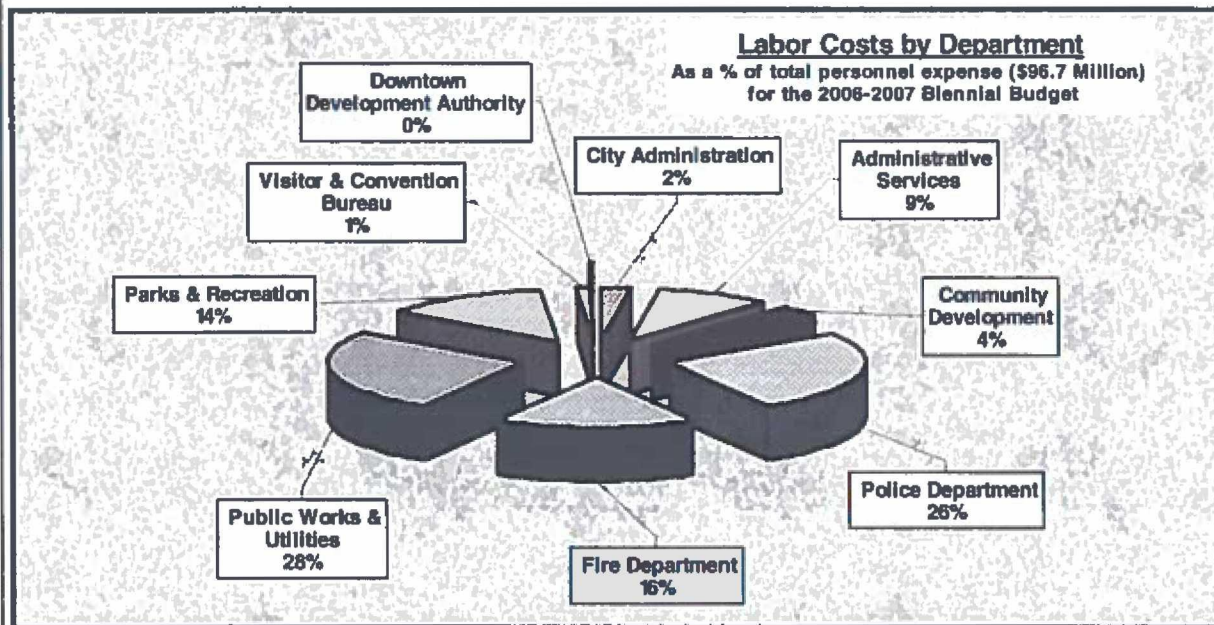 Labor Costs by Department
As a % of total personnel expense ($96.7 Million)
for the 2006-2007 Biennial Budget
Downtown
Development Authority
0%
City Administration
2%
Administrative
Services
9%
Visitor & Convention
Bureau
1%
Parks & Recreation
14%
Community
Development
4%
Police Department
26%
Public Works &
Utilities
28%
Fire Department
16%